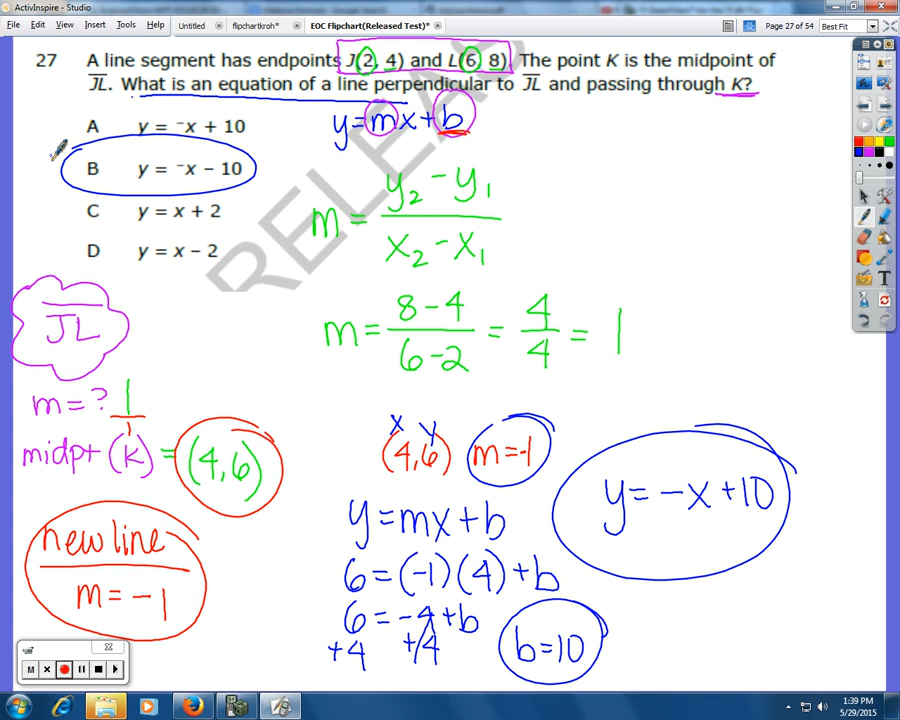 ActivInspire - Studio
File Edit View Insert Tools Help
Untitled flipchartkroh* EOC Flipchart(Released Test)* Page 27 of 54 Best Fit
27 A line segment has endpoints J(2, 4) and L(6, 8). The point K is the midpoint of
JL. What is an equation of a line perpendicular to JL and passing through K?
y=mx+b
A y = ⁻x + 10
B y = ⁻x − 10
C y = x + 2
D y = x − 2
RELEAS
m = y₂ − y₁ / x₂ − x₁
JL
m = 8 − 4 / 6 − 2 = 4 / 4 = 1
m = ? 1 / 1
midpt (K) = (4, 6)
x y
(4,6) m=-1
y = mx + b
y = −x + 10
new line
m = −1
6 = (-1)(4) + b
6 = -4 + b
+4 +4
b = 10
M
1:39 PM
5/29/2015